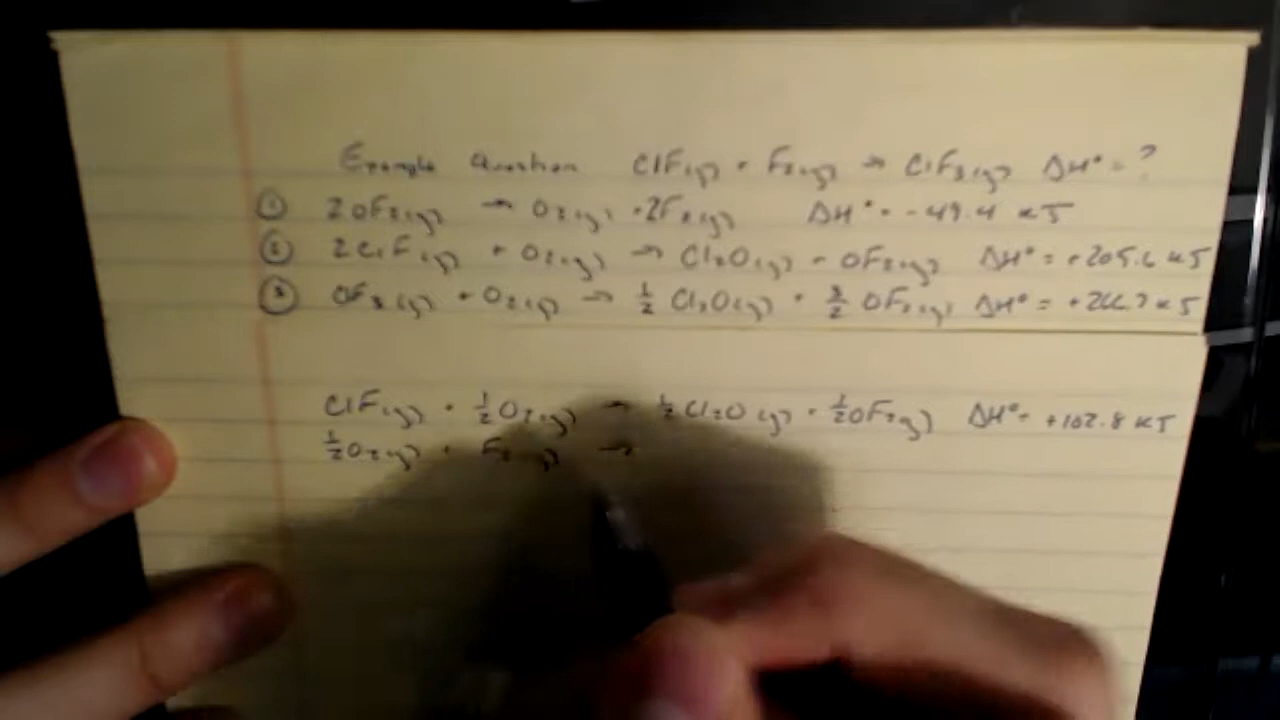 Example Question ClF(g) + F₂(g) → ClF₃(g) ΔH° = ?
① 2OF₂(g) → O₂(g) + 2F₂(g) ΔH° = -49.4 kJ
② 2ClF(g) + O₂(g) → Cl₂O(g) + OF₂(g) ΔH° = +205.6 kJ
③ F₃(g) + O₂(g) → ½ Cl₂O(g) + 3/2 OF₂(g) ΔH° = +266.7 kJ
ClF(g) + ½O₂(g) → ½Cl₂O(g) + ½OF₂(g) ΔH° = +102.8 kJ
½O₂(g) + F₂(g) →